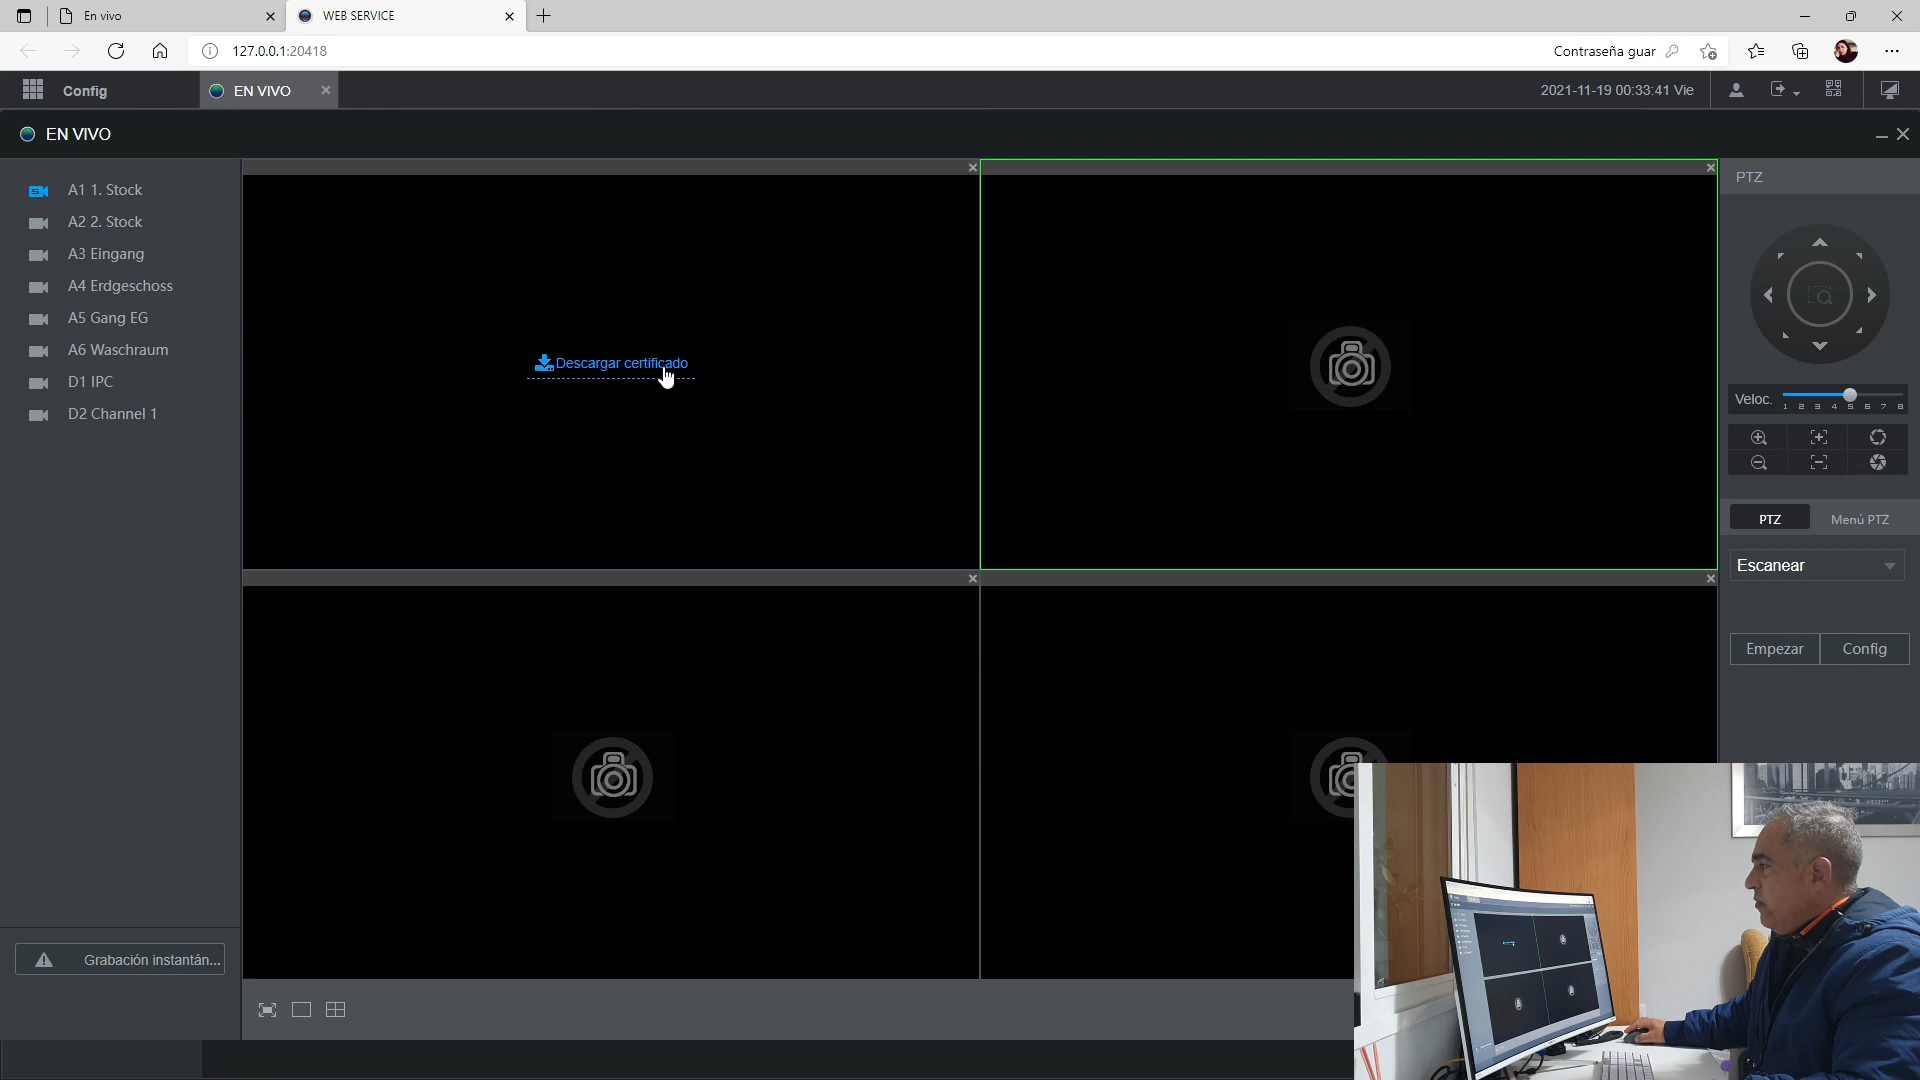 En vivo
WEB SERVICE
127.0.0.1:20418
Contraseña guar
Config
EN VIVO
2021-11-19 00:33:41 Vie
EN VIVO
A1 1. Stock
A2 2. Stock
A3 Eingang
A4 Erdgeschoss
A5 Gang EG
A6 Waschraum
D1 IPC
D2 Channel 1
Descargar certificado
PTZ
Veloc.
1 2 3 4 5 6 7 8
PTZ
Menú PTZ
Escanear
Empezar
Config
Grabación instantán...